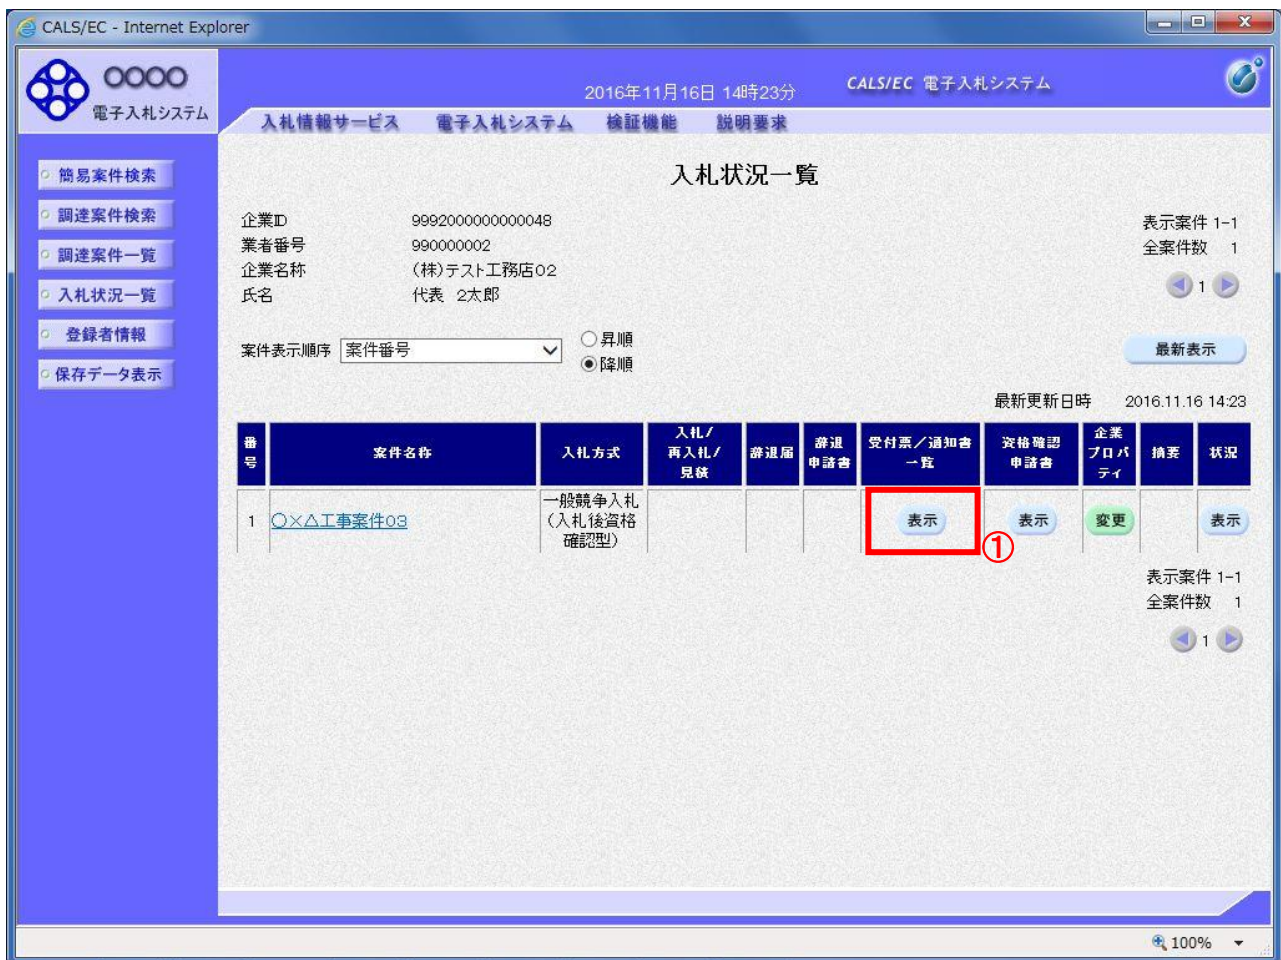 CALS/EC - Internet Explorer
〇〇〇〇
電子入札システム
2016年11月16日 14時23分
CALS/EC 電子入札システム
入札情報サービス 電子入札システム 検証機能 説明要求
簡易案件検索
調達案件検索
調達案件一覧
入札状況一覧
登録者情報
保存データ表示
入札状況一覧
企業ID 9992000000000048
業者番号 990000002
企業名称 (株)テスト工務店02
氏名 代表 2太郎
表示案件 1-1
全案件数 1
1
案件表示順序 案件番号
昇順
降順
最新表示
最新更新日時 2016.11.16 14:23
番号 案件名称 入札方式 入札/再入札/見積 辞退届 辞退申請書 受付票/通知書一覧 資格確認申請書 企業プロパティ 摘要 状況
1 〇×△工事案件03 一般競争入札(入札後資格確認型) 表示 表示 変更 表示
①
表示案件 1-1
全案件数 1
1
100%